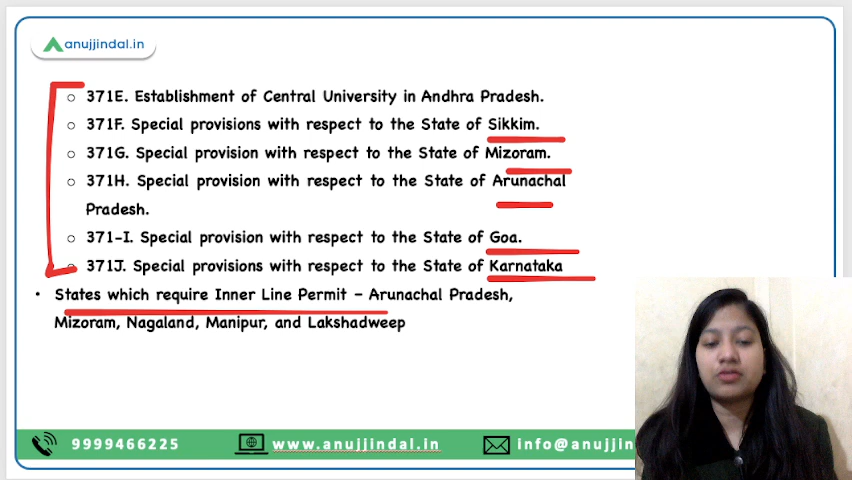 anujjindal.in
371E. Establishment of Central University in Andhra Pradesh.
371F. Special provisions with respect to the State of Sikkim.
371G. Special provision with respect to the State of Mizoram.
371H. Special provision with respect to the State of Arunachal
Pradesh.
371-I. Special provision with respect to the State of Goa.
371J. Special provisions with respect to the State of Karnataka
• States which require Inner Line Permit – Arunachal Pradesh,
Mizoram, Nagaland, Manipur, and Lakshadweep
9999466225 www.anujjindal.in info@anujjin